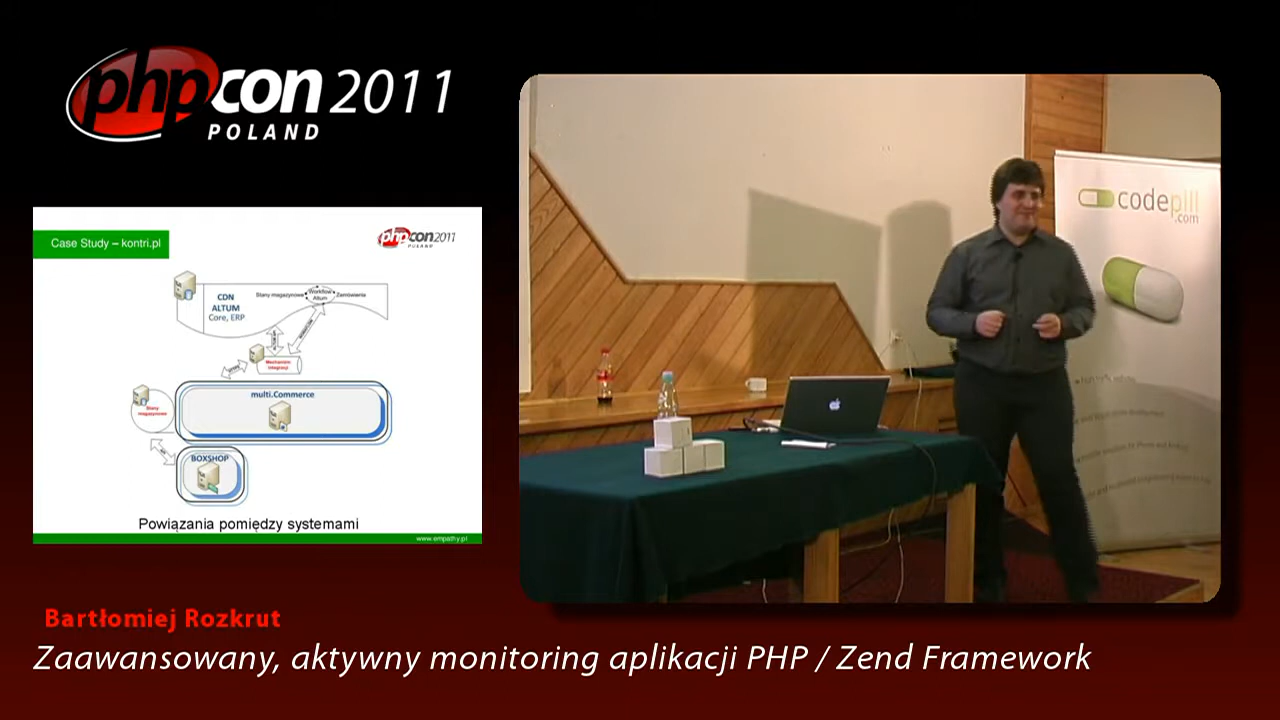 phpcon 2011
POLAND
Case Study – kontri.pl
phpcon 2011
POLAND
CDN
ALTUM
Core, ERP
Stany magazynowe
Workflow
Altum
Zamówienia
Mechanizm
integracji
Stany
magazynowe
multi.Commerce
BOXSHOP
Powiązania pomiędzy systemami
www.empathy.pl
codepill
.com
Bartłomiej Rozkrut
Zaawansowany, aktywny monitoring aplikacji PHP / Zend Framework